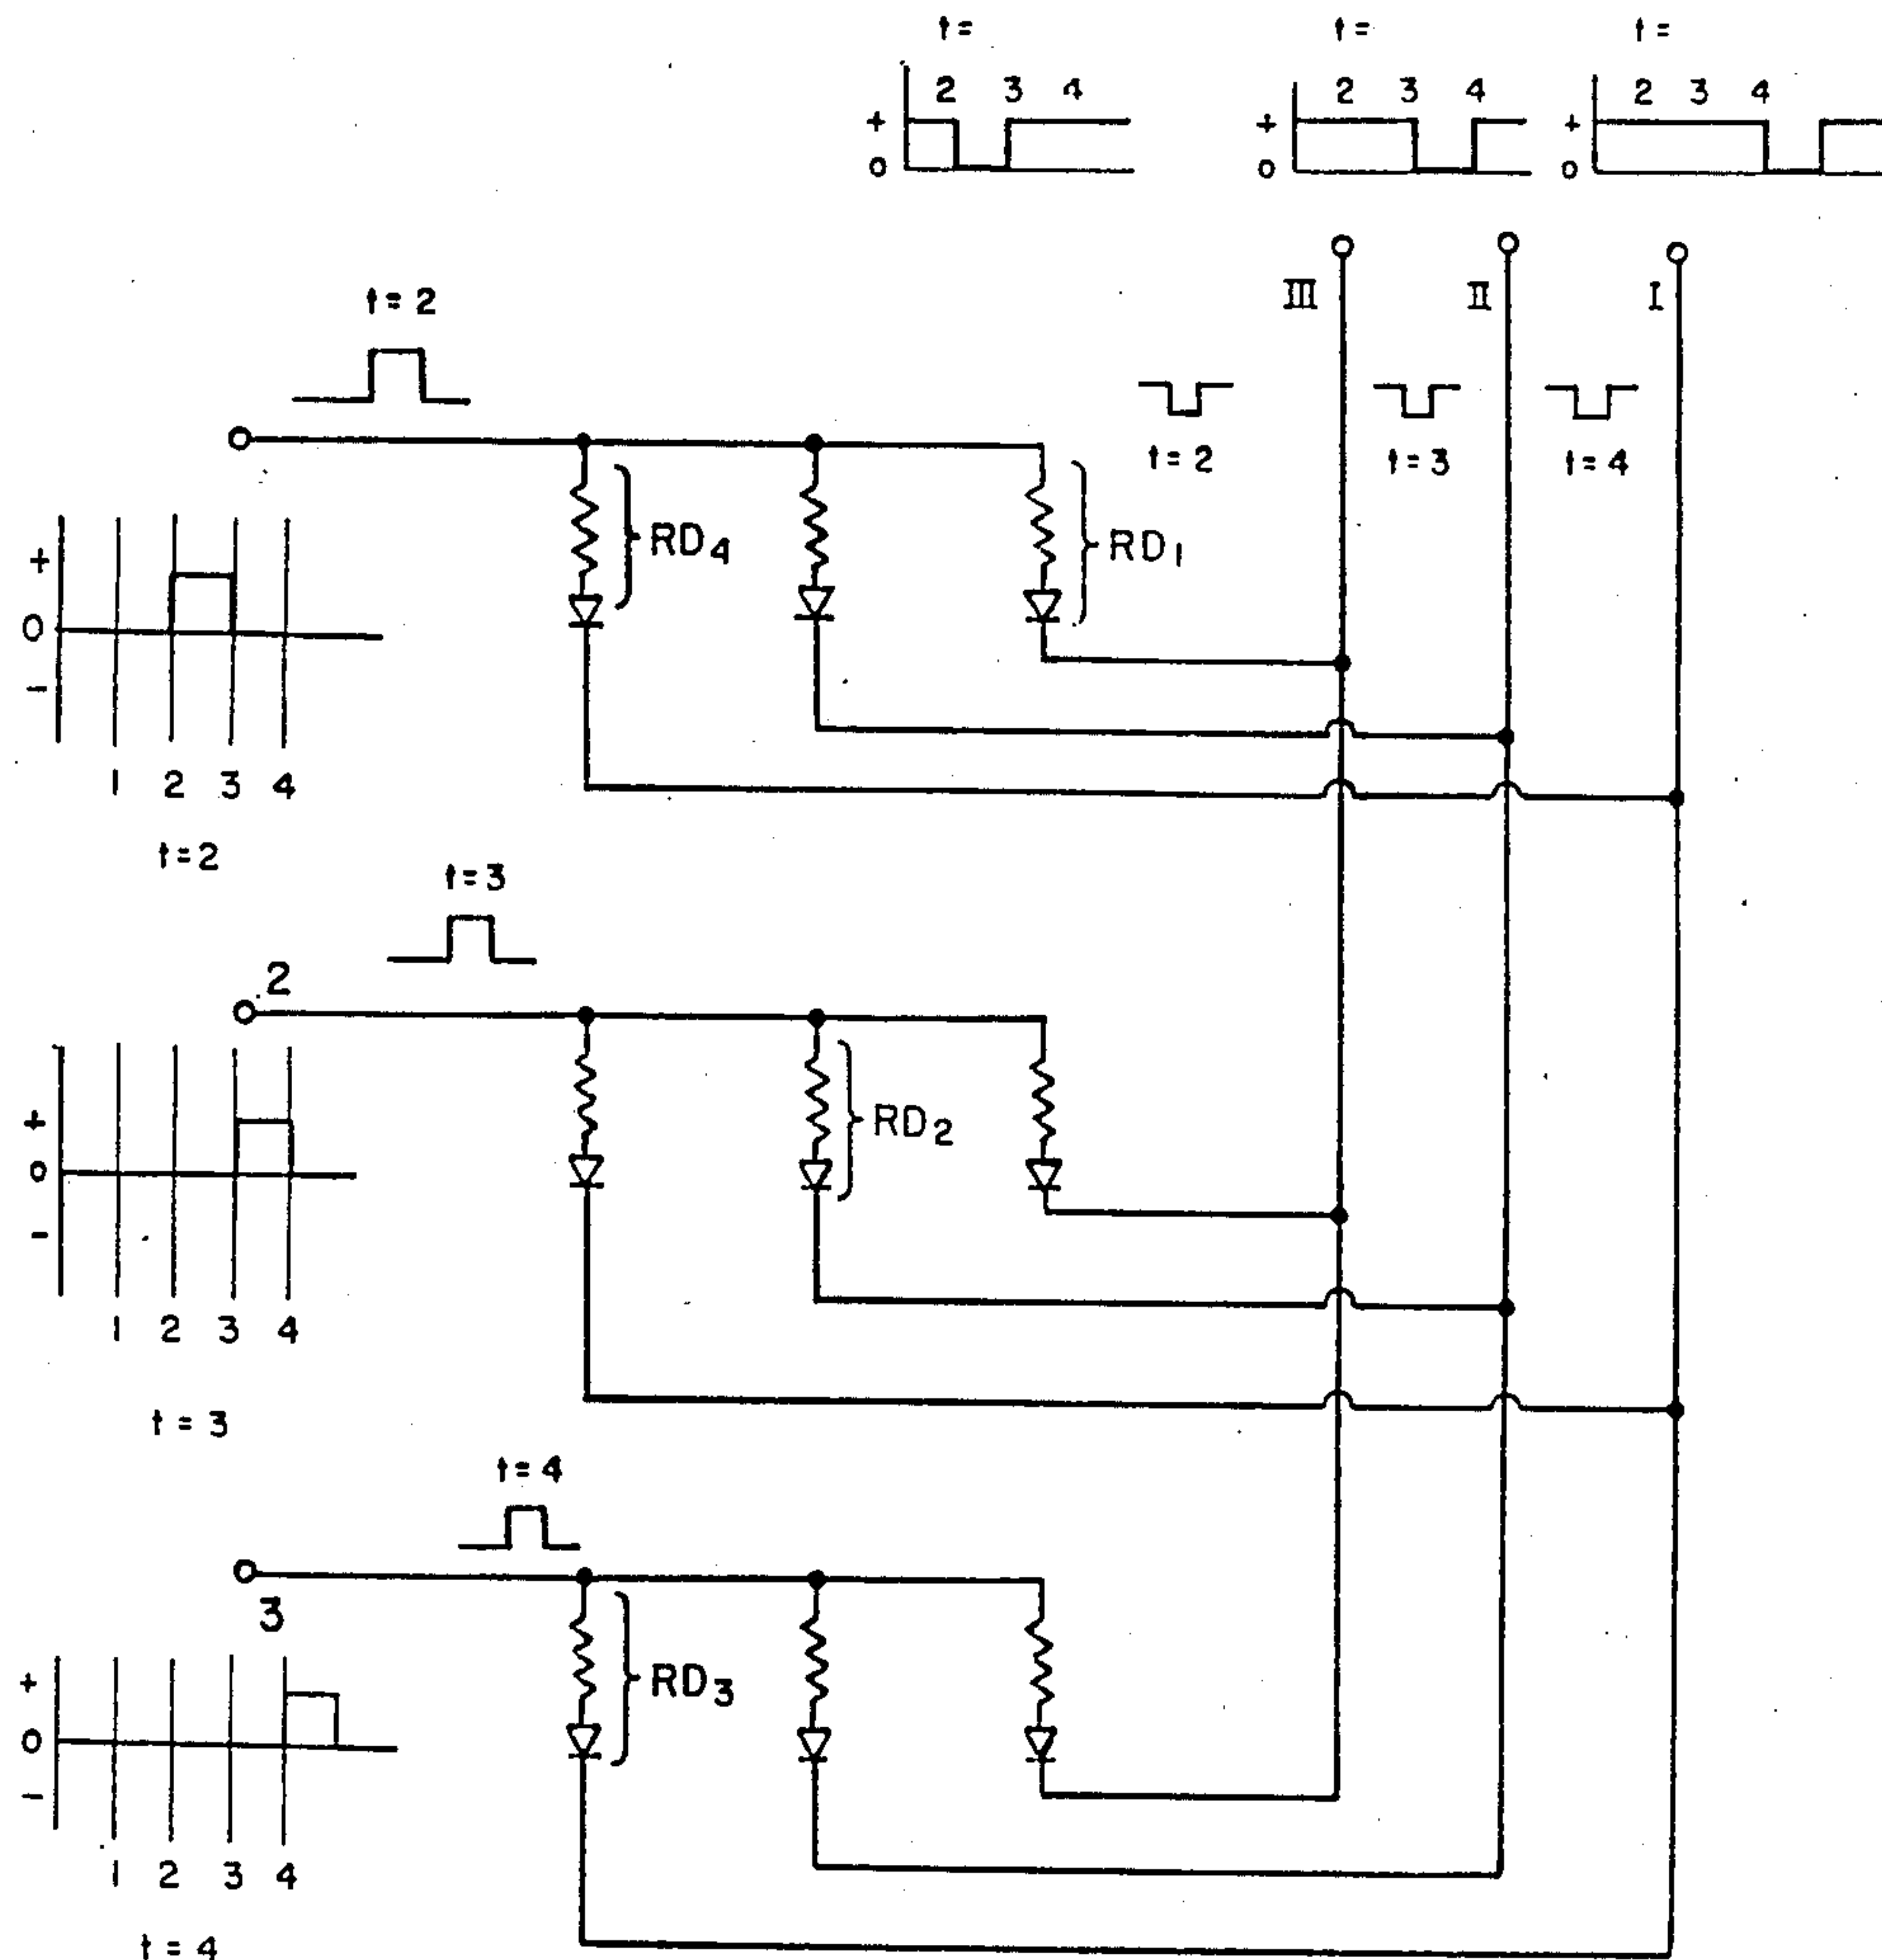 t= t= t=
2 3 4 2 3 4 2 3 4
+ + +
0 0 0
III II I
t=2
t=2 t=3 t=4
RD4 RD1
+
0
-
1 2 3 4
t=2
t=3
2
RD2
+
0
-
1 2 3 4
t=3
t=4
3
RD3
+
0
-
1 2 3 4
t=4